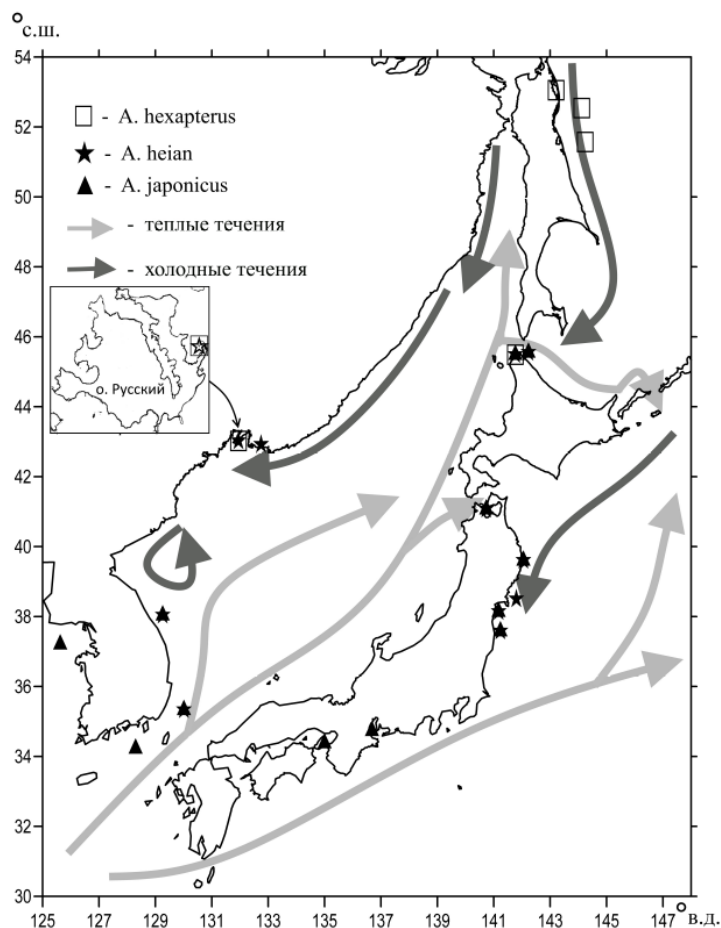 °с.ш.
54
52
50
48
46
44
42
40
38
36
34
32
30
- A. hexapterus
- A. heian
- A. japonicus
- теплые течения
- холодные течения
о. Русский
125 127 129 131 133 135 137 139 141 143 145 147 °в.д.